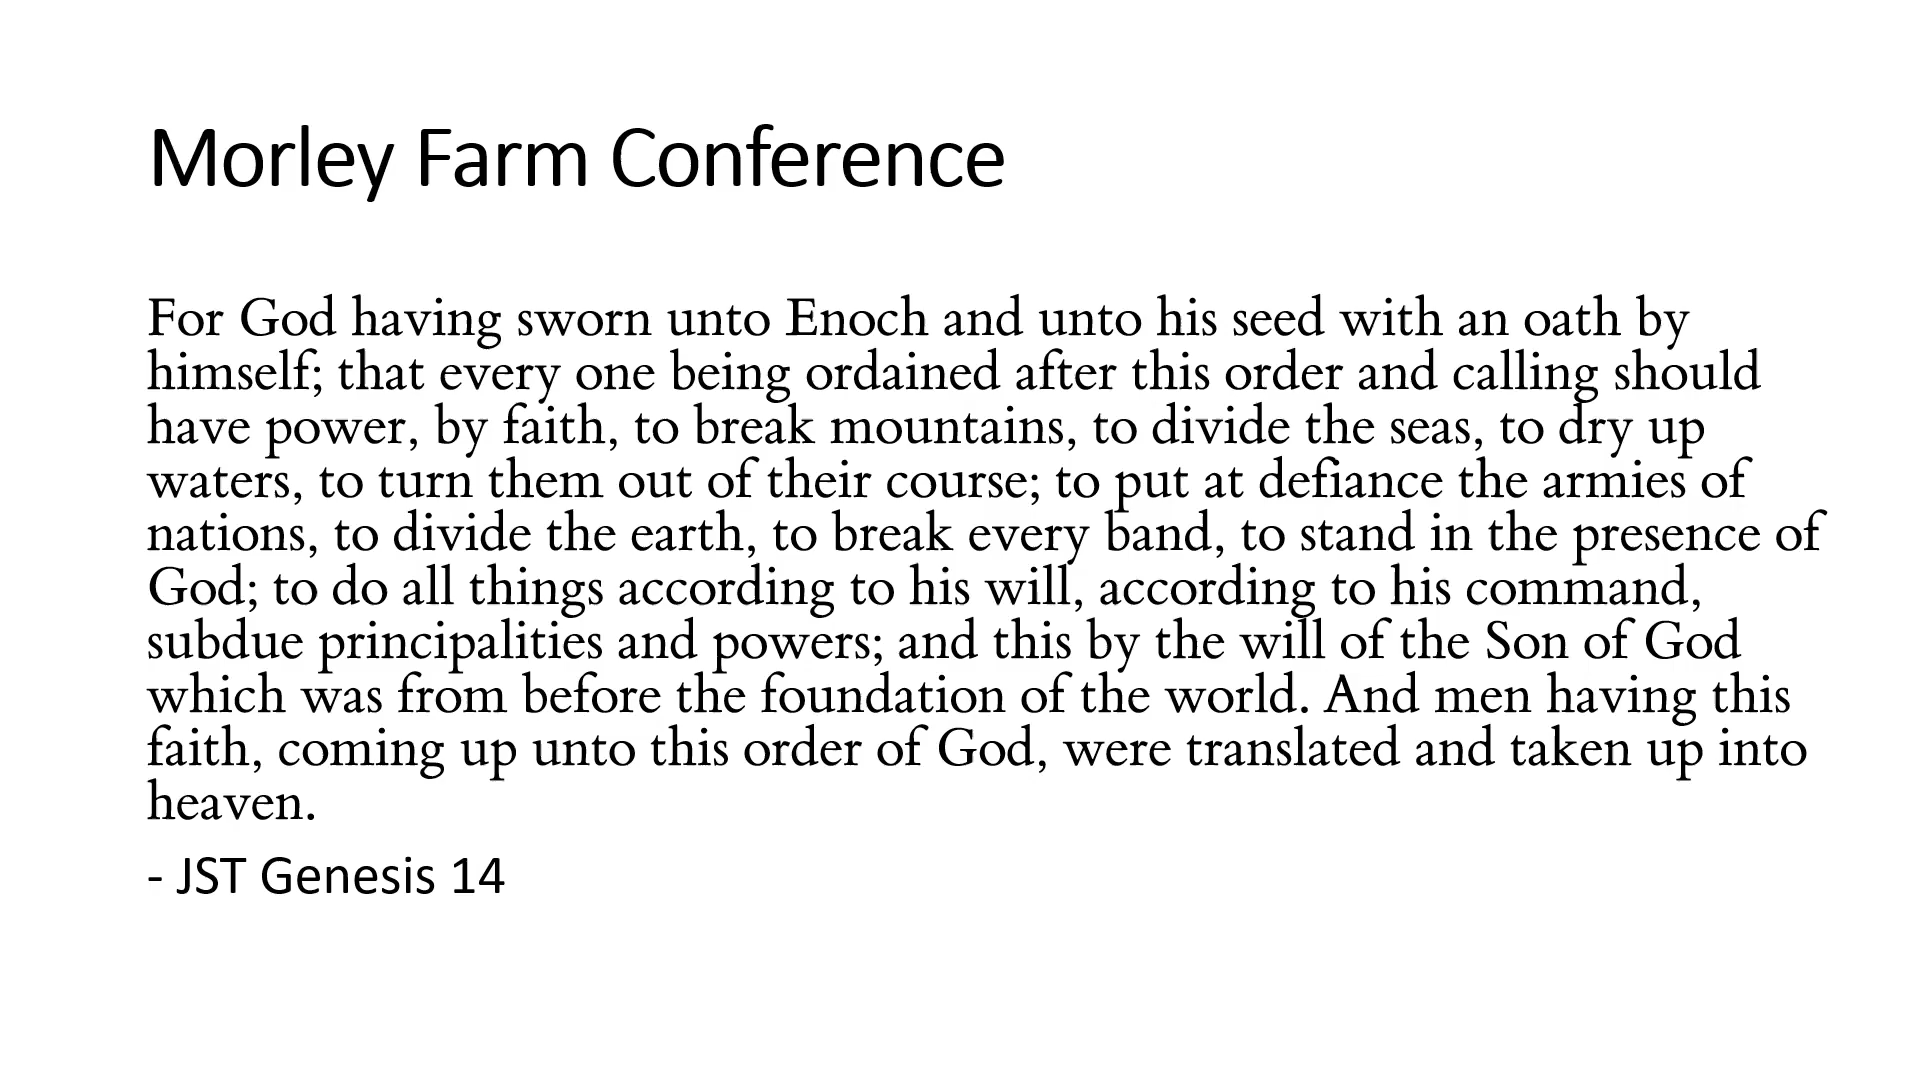 Morley Farm Conference
For God having sworn unto Enoch and unto his seed with an oath by
himself; that every one being ordained after this order and calling should
have power, by faith, to break mountains, to divide the seas, to dry up
waters, to turn them out of their course; to put at defiance the armies of
nations, to divide the earth, to break every band, to stand in the presence of
God; to do all things according to his will, according to his command,
subdue principalities and powers; and this by the will of the Son of God
which was from before the foundation of the world. And men having this
faith, coming up unto this order of God, were translated and taken up into
heaven.
- JST Genesis 14